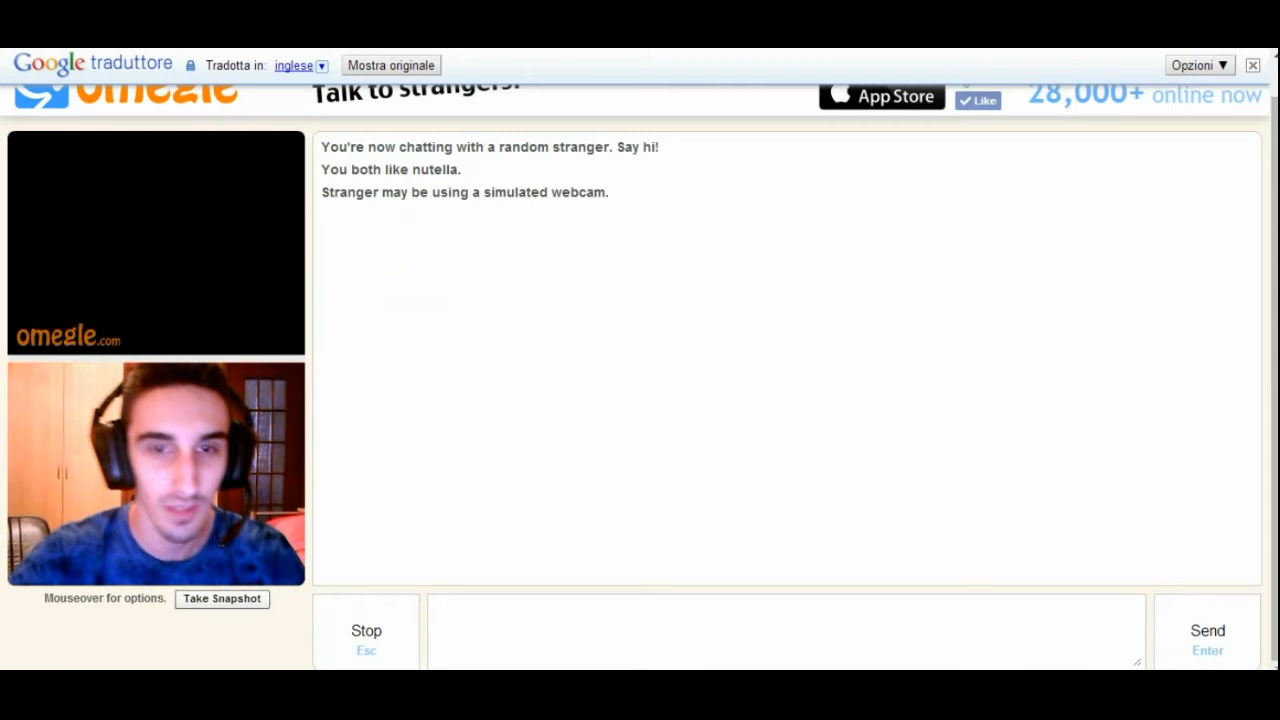 Google traduttore Tradotta in: inglese Mostra originale Opzioni ▼
omegle Talk to strangers! App Store Like 28,000+ online now
You're now chatting with a random stranger. Say hi!
You both like nutella.
Stranger may be using a simulated webcam.
omegle.com
Mouseover for options. Take Snapshot
Stop Send
Esc Enter